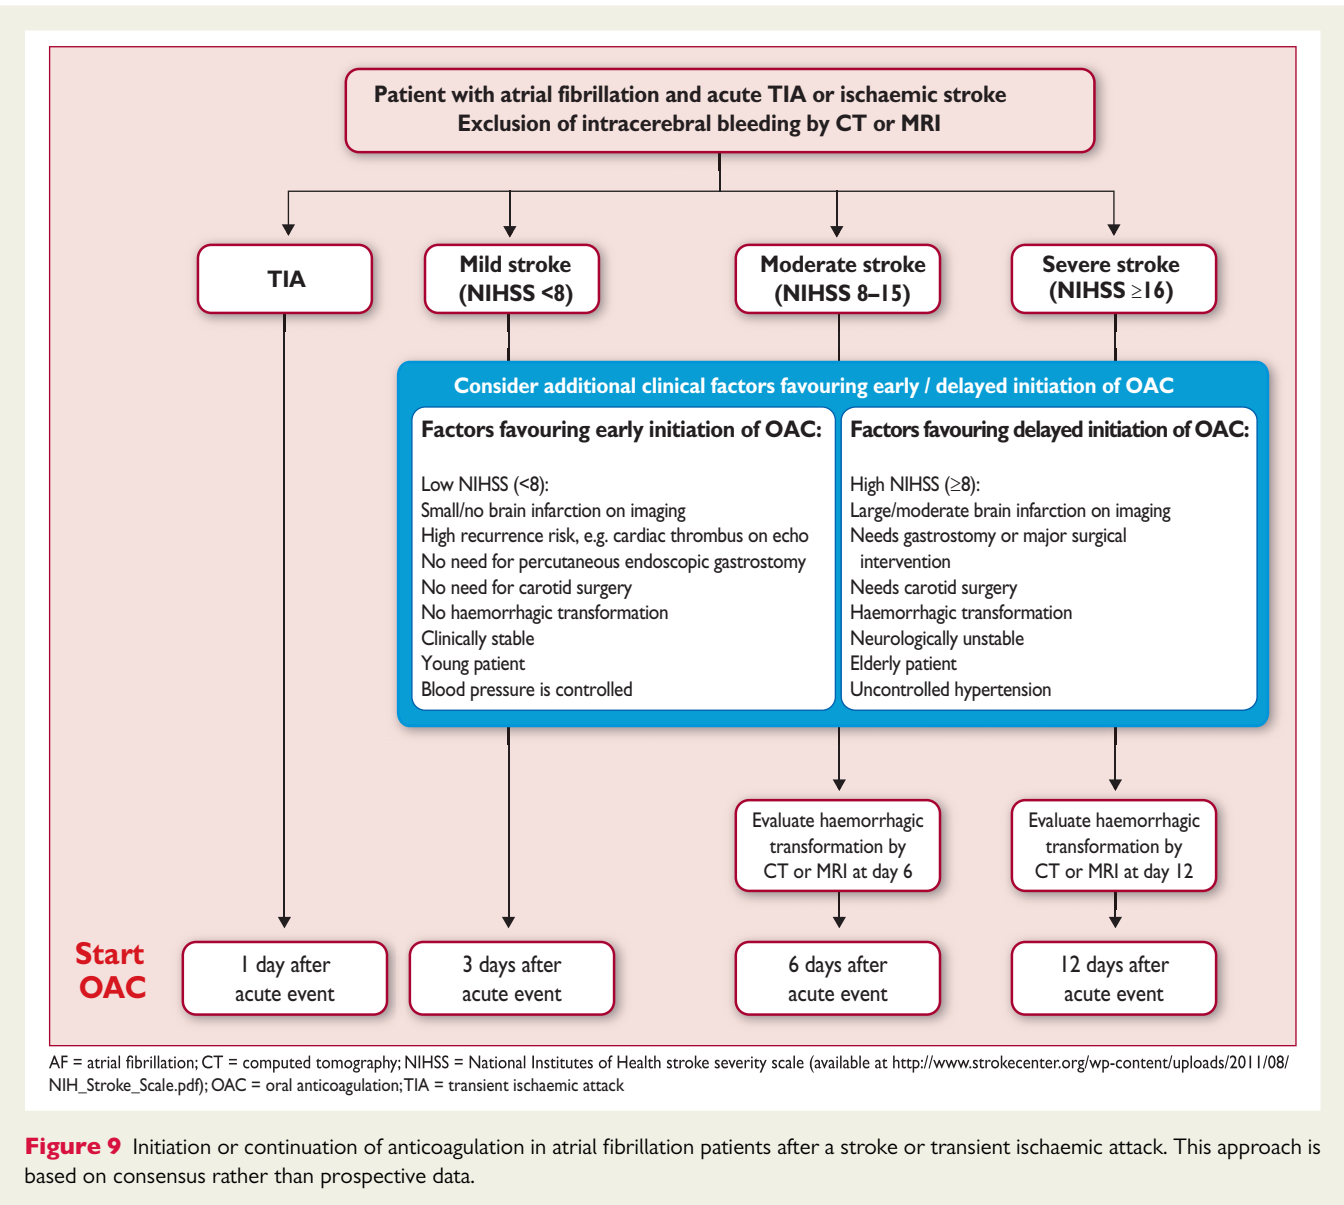 Patient with atrial fibrillation and acute TIA or ischaemic stroke
Exclusion of intracerebral bleeding by CT or MRI
TIA
Mild stroke
(NIHSS <8)
Moderate stroke
(NIHSS 8–15)
Severe stroke
(NIHSS ≥16)
Consider additional clinical factors favouring early / delayed initiation of OAC
Factors favouring early initiation of OAC:
Low NIHSS (<8):
Small/no brain infarction on imaging
High recurrence risk, e.g. cardiac thrombus on echo
No need for percutaneous endoscopic gastrostomy
No need for carotid surgery
No haemorrhagic transformation
Clinically stable
Young patient
Blood pressure is controlled
Factors favouring delayed initiation of OAC:
High NIHSS (≥8):
Large/moderate brain infarction on imaging
Needs gastrostomy or major surgical
intervention
Needs carotid surgery
Haemorrhagic transformation
Neurologically unstable
Elderly patient
Uncontrolled hypertension
Evaluate haemorrhagic
transformation by
CT or MRI at day 6
Evaluate haemorrhagic
transformation by
CT or MRI at day 12
Start
OAC
1 day after
acute event
3 days after
acute event
6 days after
acute event
12 days after
acute event
AF = atrial fibrillation; CT = computed tomography; NIHSS = National Institutes of Health stroke severity scale (available at http://www.strokecenter.org/wp-content/uploads/2011/08/
NIH_Stroke_Scale.pdf); OAC = oral anticoagulation; TIA = transient ischaemic attack
Figure 9 Initiation or continuation of anticoagulation in atrial fibrillation patients after a stroke or transient ischaemic attack. This approach is
based on consensus rather than prospective data.